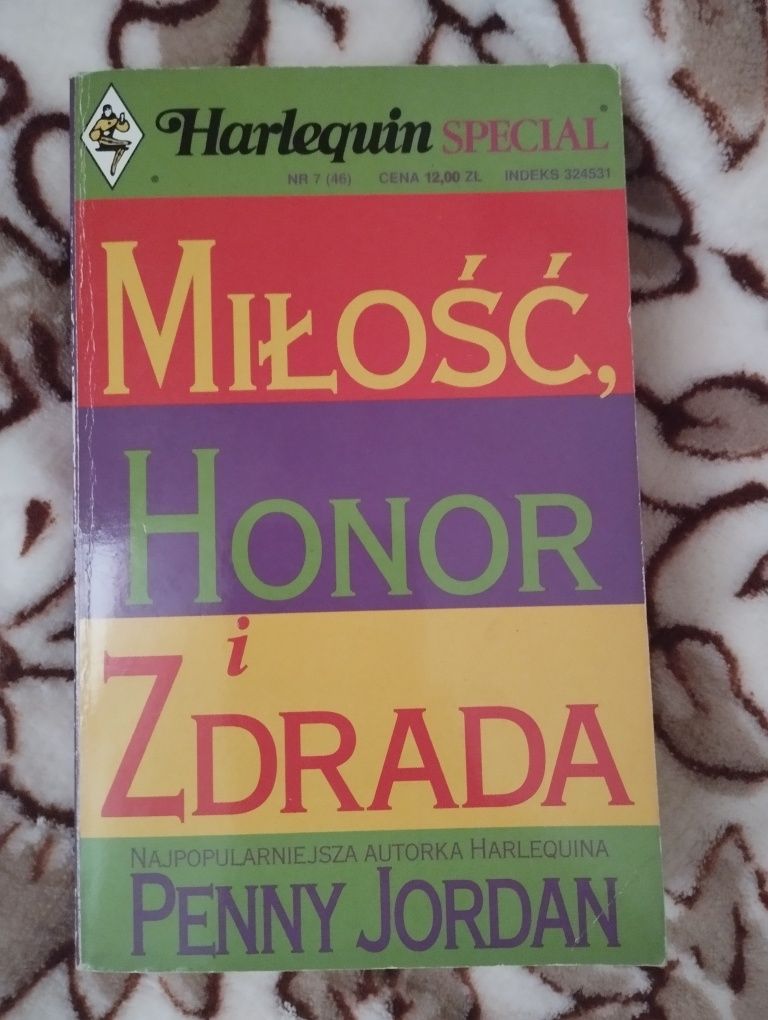 Harlequin SPECIAL
NR 7 (46) CENA 12,00 ZŁ INDEKS 324531
MIŁOŚĆ,
HONOR
i
ZDRADA
NAJPOPULARNIEJSZA AUTORKA HARLEQUINA
PENNY JORDAN